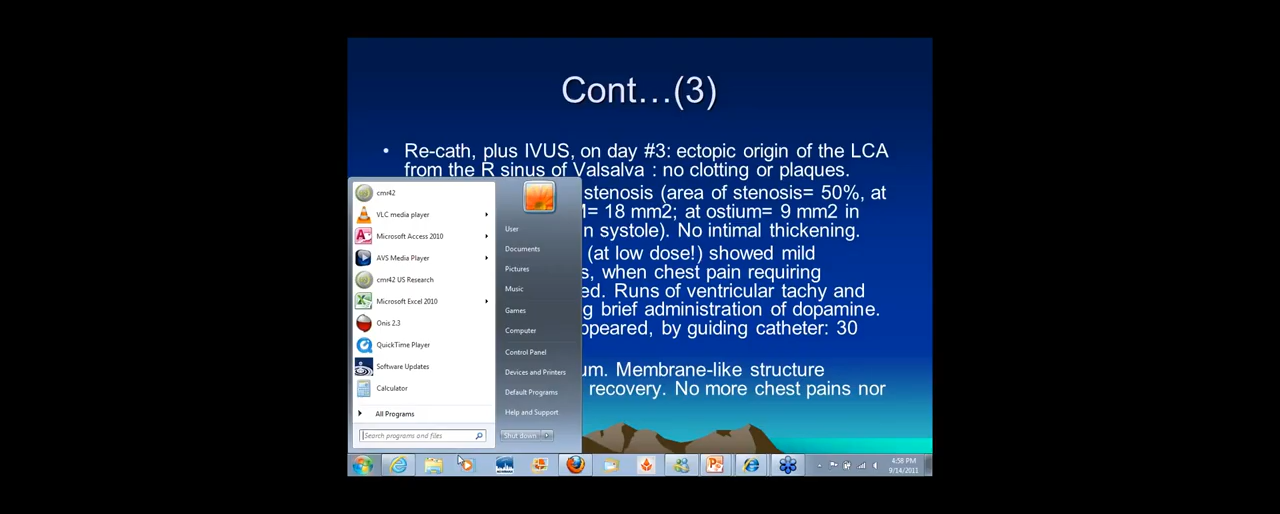 Cont…(3)
• Re-cath, plus IVUS, on day #3: ectopic origin of the LCA
from the R sinus of Valsalva : no clotting or plaques.
stenosis (area of stenosis= 50%, at
= 18 mm2; at ostium= 9 mm2 in
n systole). No intimal thickening.
(at low dose!) showed mild
s, when chest pain requiring
ed. Runs of ventricular tachy and
g brief administration of dopamine.
ppeared, by guiding catheter: 30
um. Membrane-like structure
recovery. No more chest pains nor
cmr42
VLC media player
Microsoft Access 2010
AVS Media Player
cmr42 US Research
Microsoft Excel 2010
Onis 2.3
QuickTime Player
Software Updates
Calculator
All Programs
Search programs and files
User
Documents
Pictures
Music
Games
Computer
Control Panel
Devices and Printers
Default Programs
Help and Support
Shut down
4:58 PM
9/14/2011